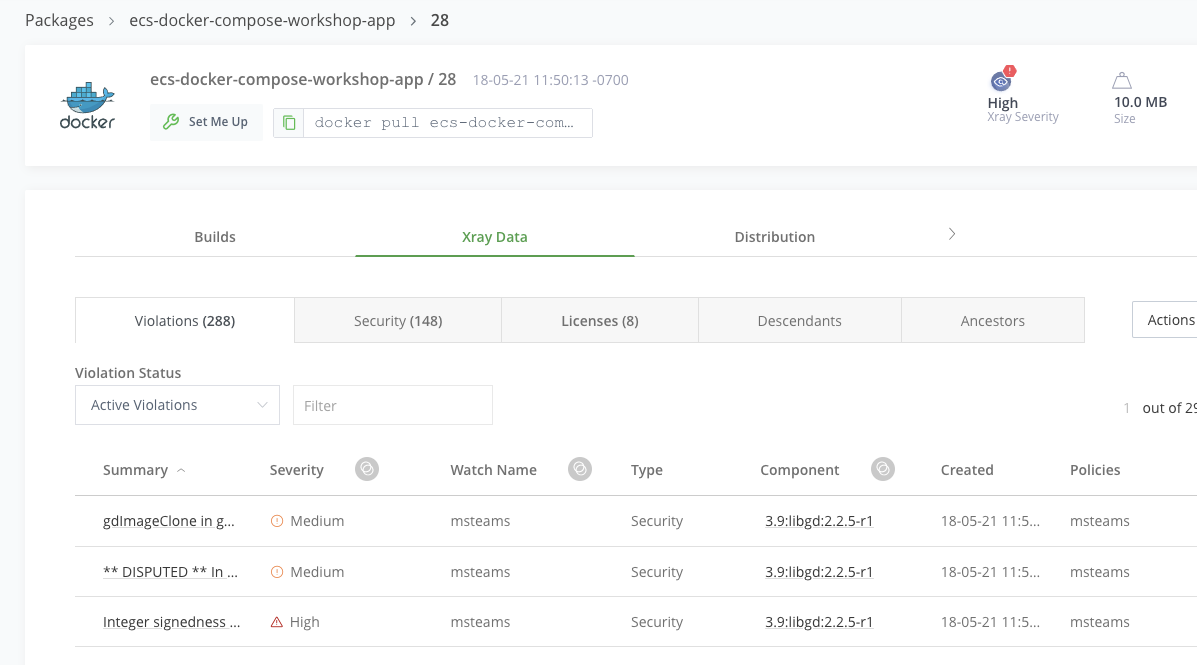 Packages > ecs-docker-compose-workshop-app > 28
ecs-docker-compose-workshop-app / 28 18-05-21 11:50:13 -0700
docker
Set Me Up
docker pull ecs-docker-com…
High
Xray Severity
10.0 MB
Size
Builds Xray Data Distribution >
Violations (288) Security (148) Licenses (8) Descendants Ancestors Actions
Violation Status
Active Violations Filter 1 out of 29
Summary Severity Watch Name Type Component Created Policies
gdImageClone in g... Medium msteams Security 3.9:libgd:2.2.5-r1 18-05-21 11:5... msteams
** DISPUTED ** In ... Medium msteams Security 3.9:libgd:2.2.5-r1 18-05-21 11:5... msteams
Integer signedness ... High msteams Security 3.9:libgd:2.2.5-r1 18-05-21 11:5... msteams